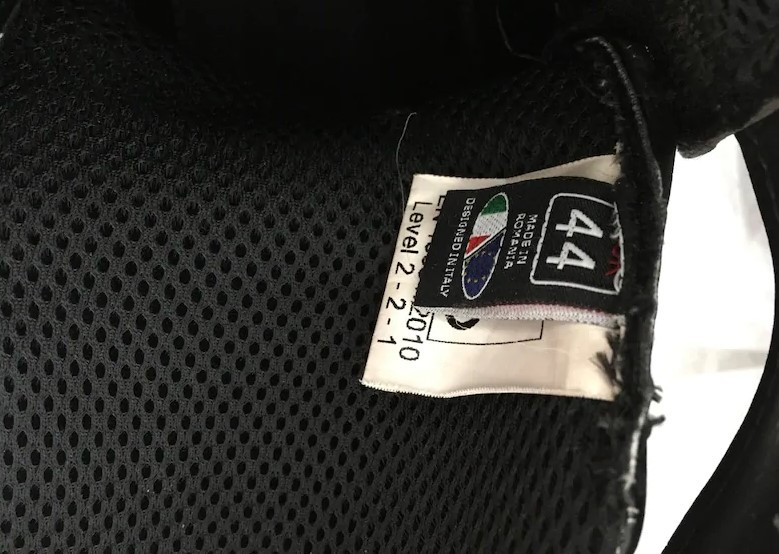 44
MADE IN
ROMANIA
DESIGNED IN ITALY
2010
Level 2 - 2 - 1